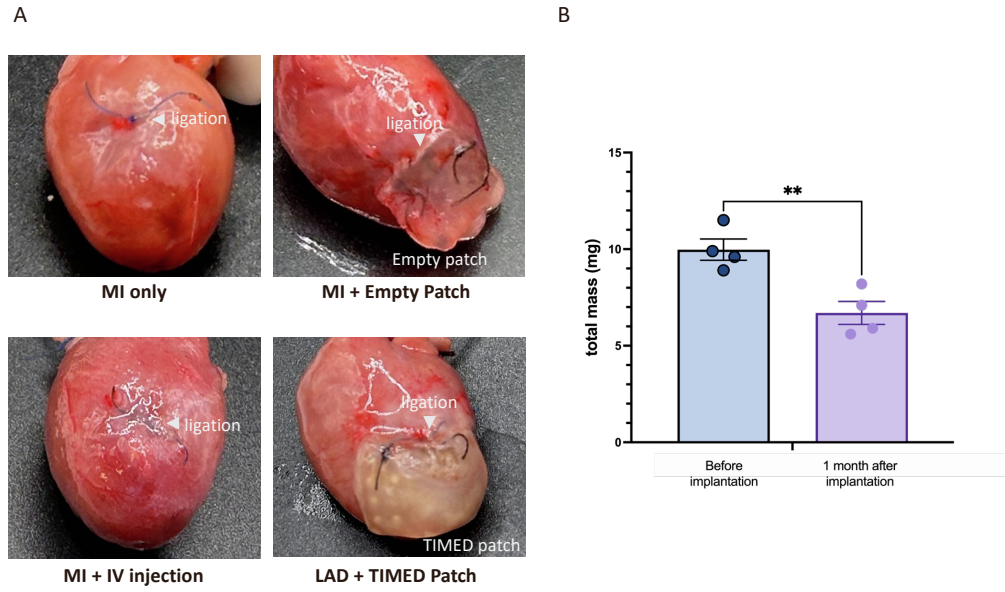 A
ligation
MI only
ligation
Empty patch
MI + Empty Patch
ligation
MI + IV injection
ligation
TIMED patch
LAD + TIMED Patch
B
total mass (mg)
15
10
5
0
**
Before
implantation
1 month after
implantation